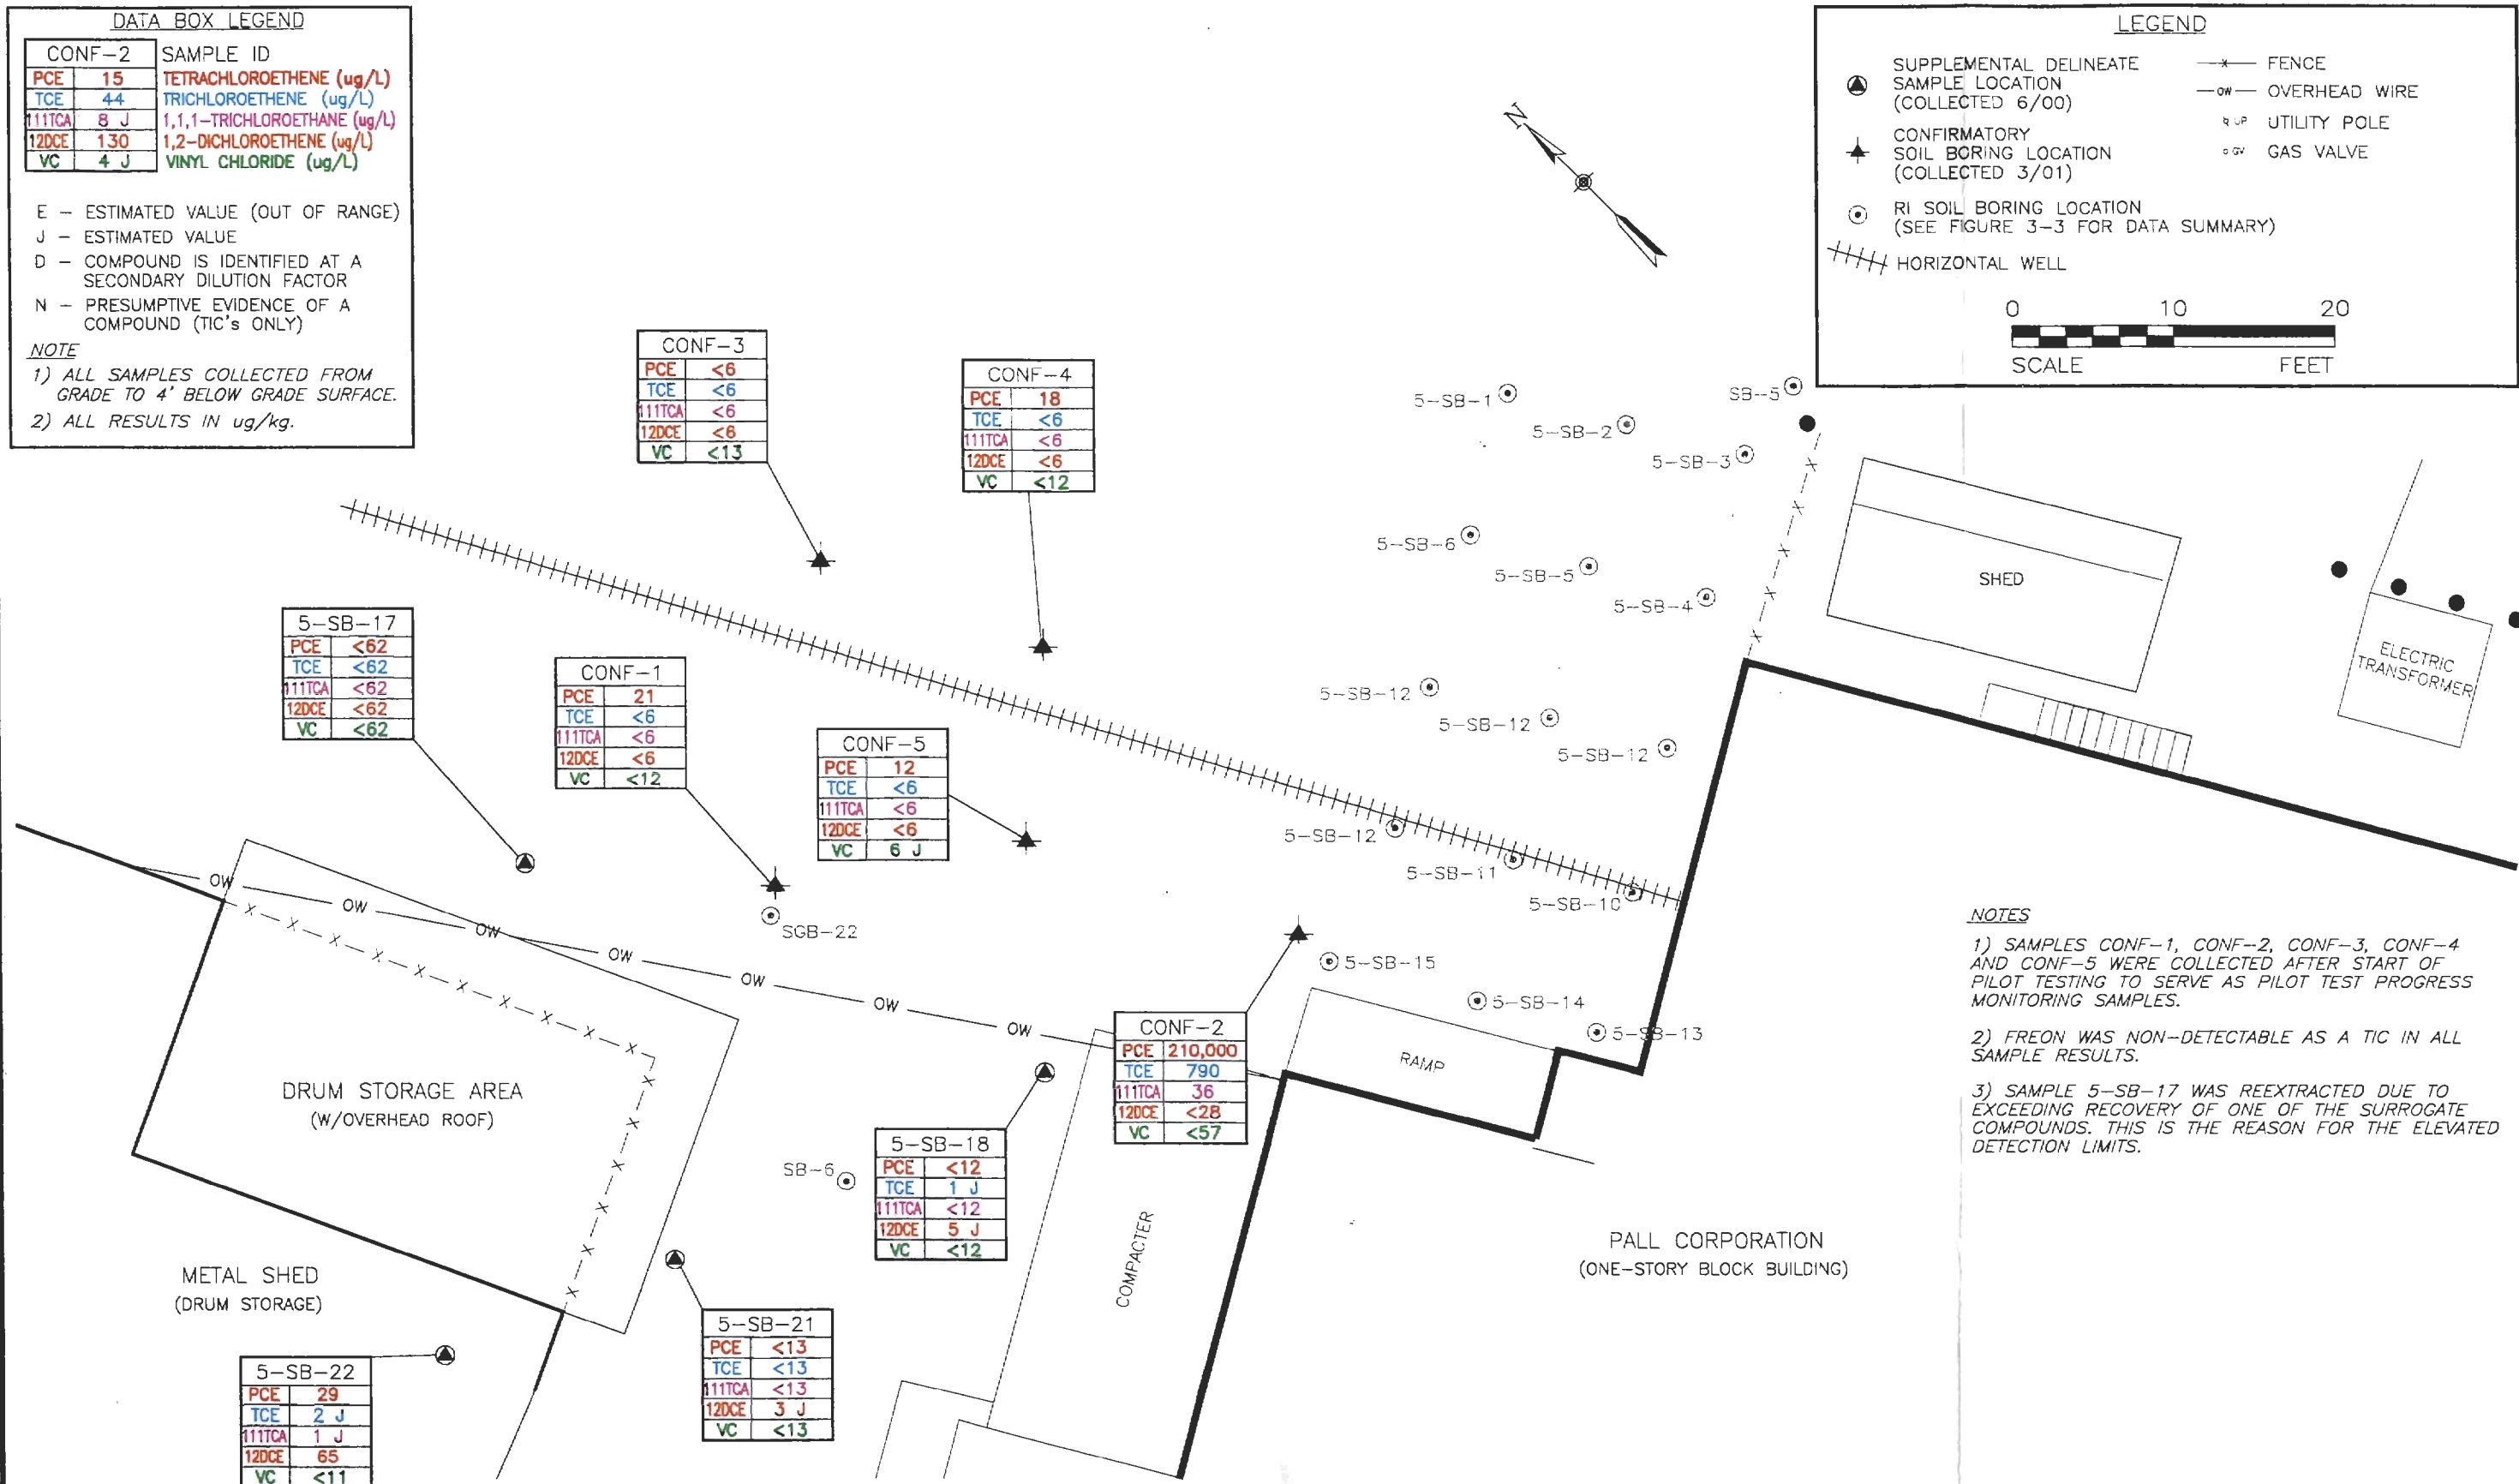 DATA BOX LEGEND
CONF-2 SAMPLE ID
PCE 15 TETRACHLOROETHENE (ug/L)
TCE 44 TRICHLOROETHENE (ug/L)
111TCA 8 J 1,1,1-TRICHLOROETHANE (ug/L)
12DCE 130 1,2-DICHLOROETHENE (ug/L)
VC 4 J VINYL CHLORIDE (ug/L)
E - ESTIMATED VALUE (OUT OF RANGE)
J - ESTIMATED VALUE
D - COMPOUND IS IDENTIFIED AT A
SECONDARY DILUTION FACTOR
N - PRESUMPTIVE EVIDENCE OF A
COMPOUND (TIC's ONLY)
NOTE
1) ALL SAMPLES COLLECTED FROM
GRADE TO 4' BELOW GRADE SURFACE.
2) ALL RESULTS IN ug/kg.
N
LEGEND
SUPPLEMENTAL DELINEATE
SAMPLE LOCATION
(COLLECTED 6/00)
CONFIRMATORY
SOIL BORING LOCATION
(COLLECTED 3/01)
RI SOIL BORING LOCATION
(SEE FIGURE 3-3 FOR DATA SUMMARY)
HORIZONTAL WELL
x FENCE
OW OVERHEAD WIRE
UP UTILITY POLE
GV GAS VALVE
0 10 20
SCALE FEET
CONF-3
PCE <6
TCE <6
111TCA <6
12DCE <6
VC <13
CONF-4
PCE 18
TCE <6
111TCA <6
12DCE <6
VC <12
5-SB-1
5-SB-2
5-SB-3
SB-5
5-SB-6
5-SB-5
5-SB-4
SHED
ELECTRIC
TRANSFORMER
5-SB-17
PCE <62
TCE <62
111TCA <62
12DCE <62
VC <62
CONF-1
PCE 21
TCE <6
111TCA <6
12DCE <6
VC <12
CONF-5
PCE 12
TCE <6
111TCA <6
12DCE <6
VC 6 J
5-SB-12
5-SB-12
5-SB-12
5-SB-12
5-SB-11
5-SB-10
SGB-22
OW
OW
OW
OW
OW
OW
OW
5-SB-15
5-SB-14
5-SB-13
RAMP
CONF-2
PCE 210,000
TCE 790
111TCA 36
12DCE <28
VC <57
NOTES
1) SAMPLES CONF-1, CONF-2, CONF-3, CONF-4
AND CONF-5 WERE COLLECTED AFTER START OF
PILOT TESTING TO SERVE AS PILOT TEST PROGRESS
MONITORING SAMPLES.
2) FREON WAS NON-DETECTABLE AS A TIC IN ALL
SAMPLE RESULTS.
3) SAMPLE 5-SB-17 WAS REEXTRACTED DUE TO
EXCEEDING RECOVERY OF ONE OF THE SURROGATE
COMPOUNDS. THIS IS THE REASON FOR THE ELEVATED
DETECTION LIMITS.
DRUM STORAGE AREA
(W/OVERHEAD ROOF)
SB-6
5-SB-18
PCE <12
TCE 1 J
111TCA <12
12DCE 5 J
VC <12
COMPACTER
PALL CORPORATION
(ONE-STORY BLOCK BUILDING)
METAL SHED
(DRUM STORAGE)
5-SB-21
PCE <13
TCE <13
111TCA <13
12DCE 3 J
VC <13
5-SB-22
PCE 29
TCE 2 J
111TCA 1 J
12DCE 65
VC <11